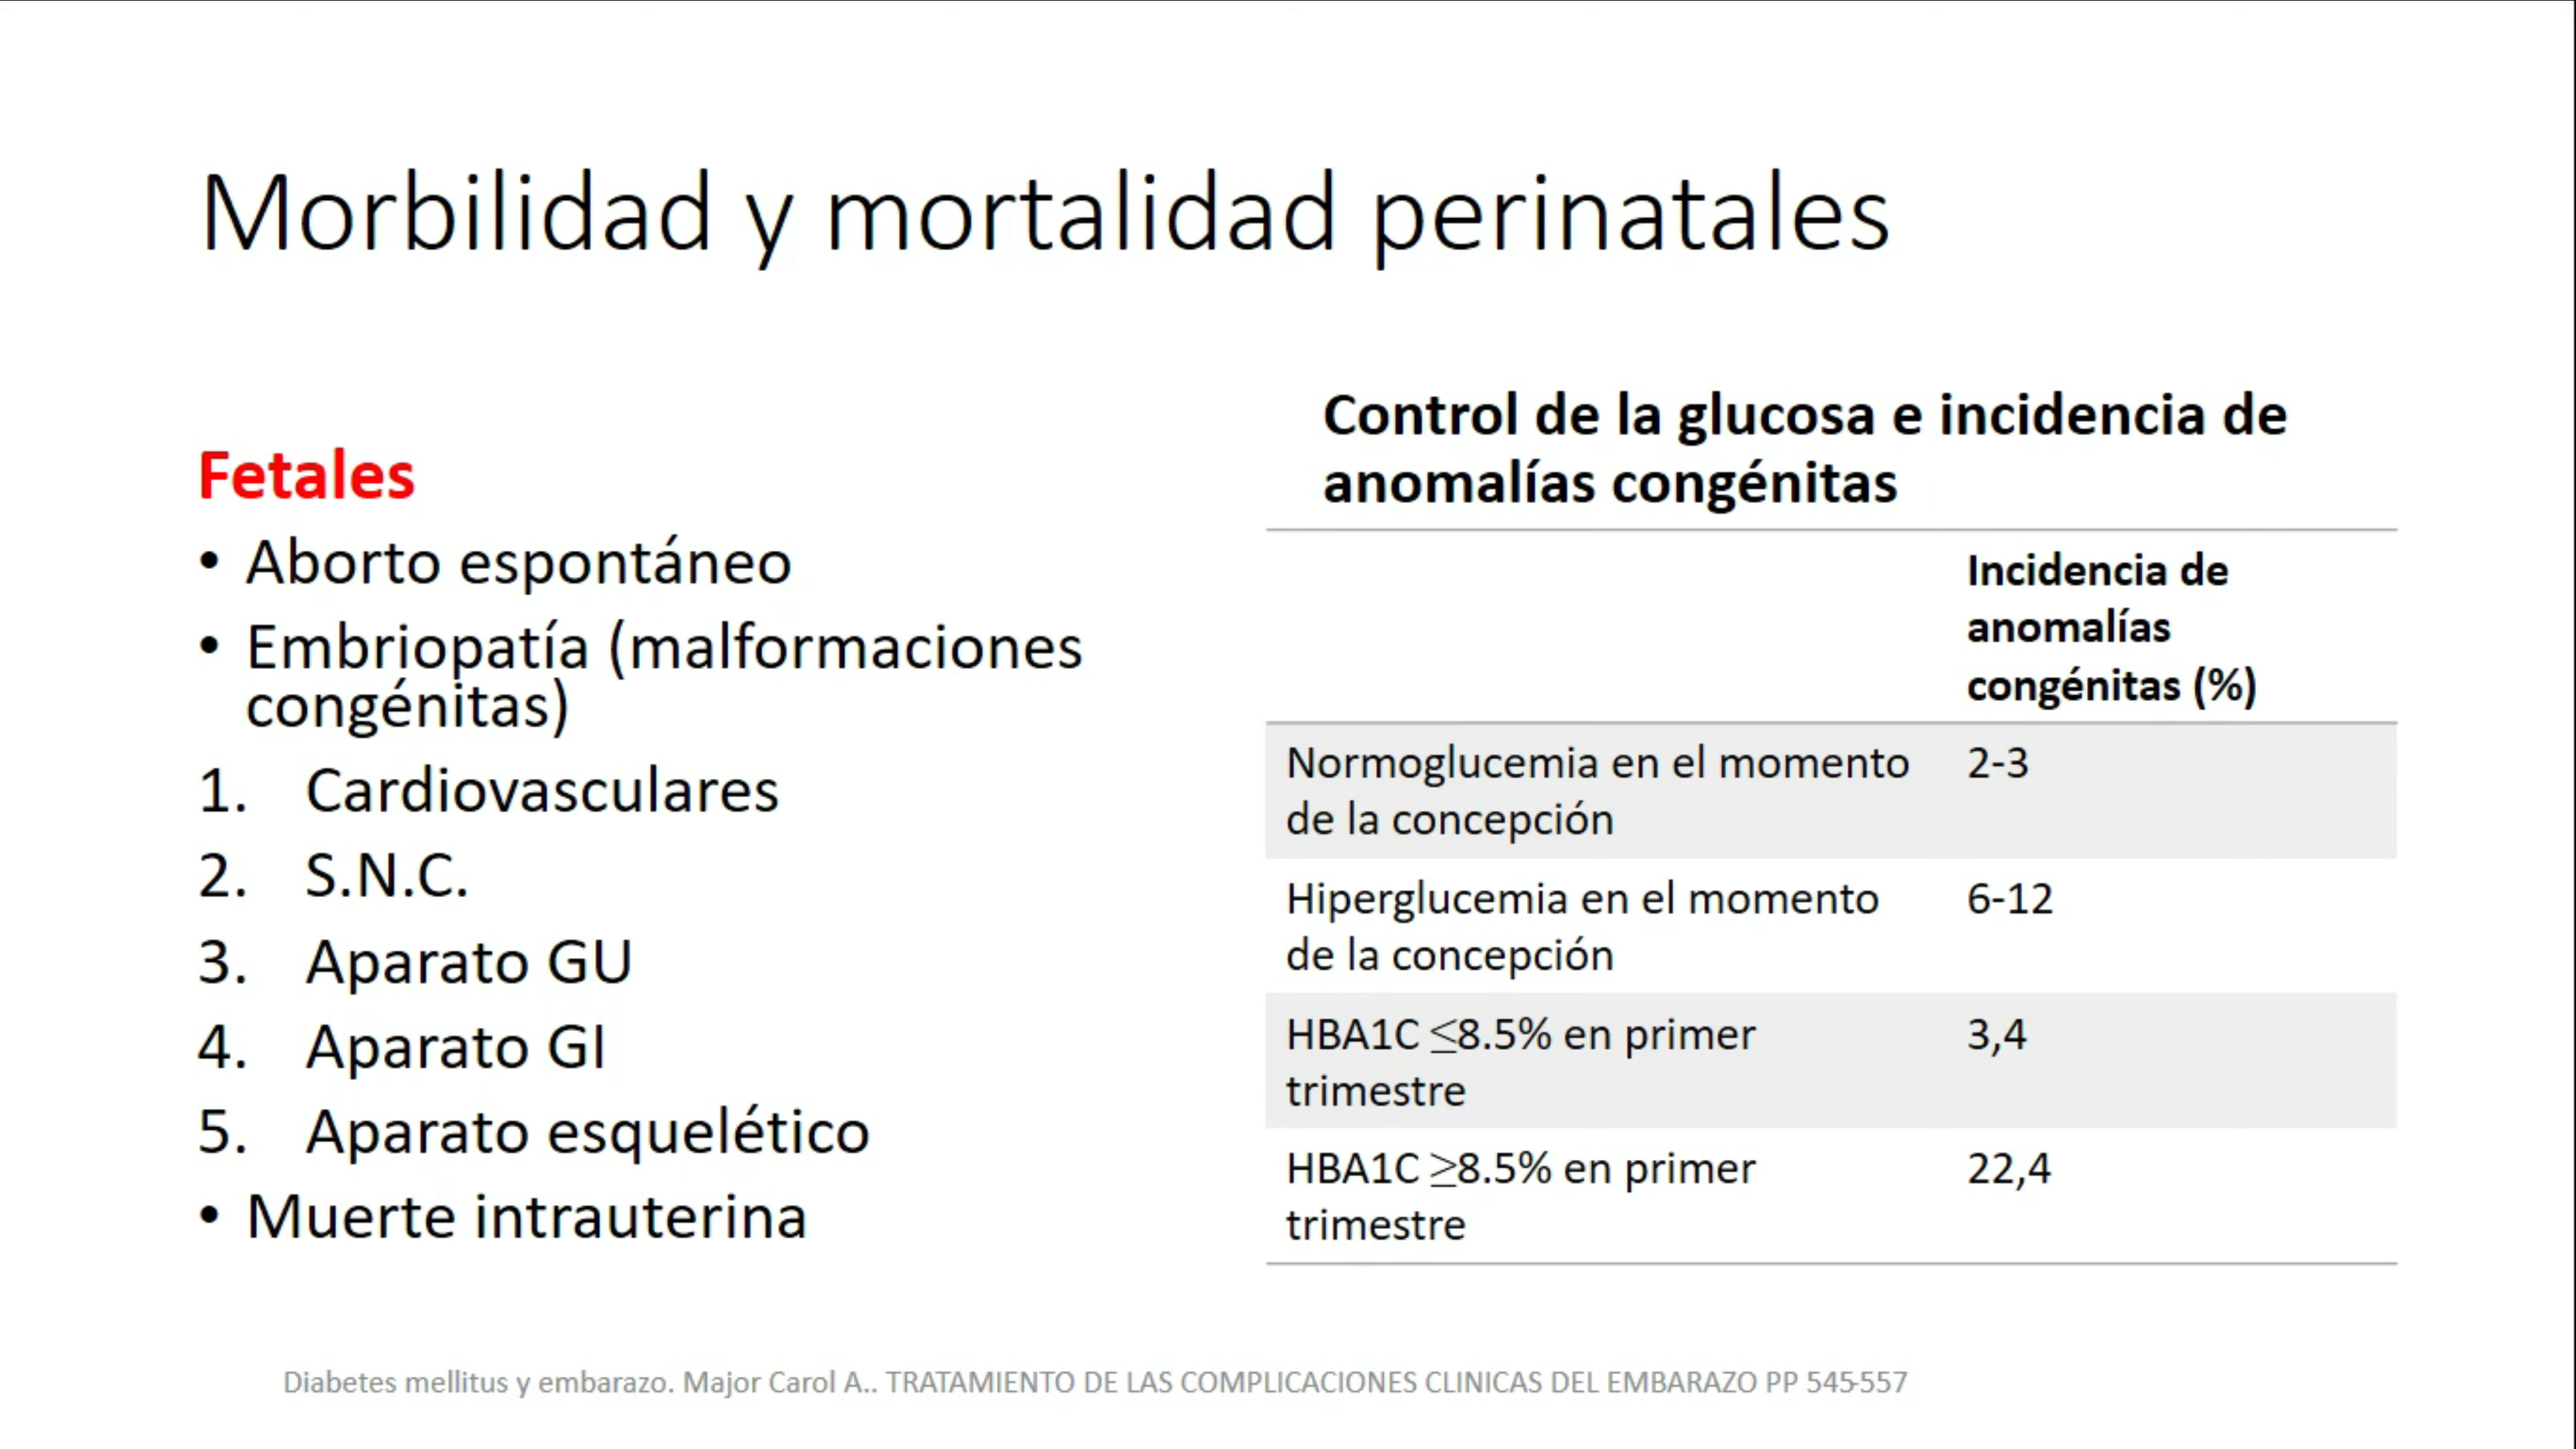 Morbilidad y mortalidad perinatales
Fetales
• Aborto espontáneo
• Embriopatía (malformaciones
congénitas)
1. Cardiovasculares
2. S.N.C.
3. Aparato GU
4. Aparato GI
5. Aparato esquelético
• Muerte intrauterina
Control de la glucosa e incidencia de
anomalías congénitas
Incidencia de
anomalías
congénitas (%)
Normoglucemia en el momento 2-3
de la concepción
Hiperglucemia en el momento 6-12
de la concepción
HBA1C ≤8.5% en primer 3,4
trimestre
HBA1C ≥8.5% en primer 22,4
trimestre
Diabetes mellitus y embarazo. Major Carol A.. TRATAMIENTO DE LAS COMPLICACIONES CLINICAS DEL EMBARAZO PP 545-557